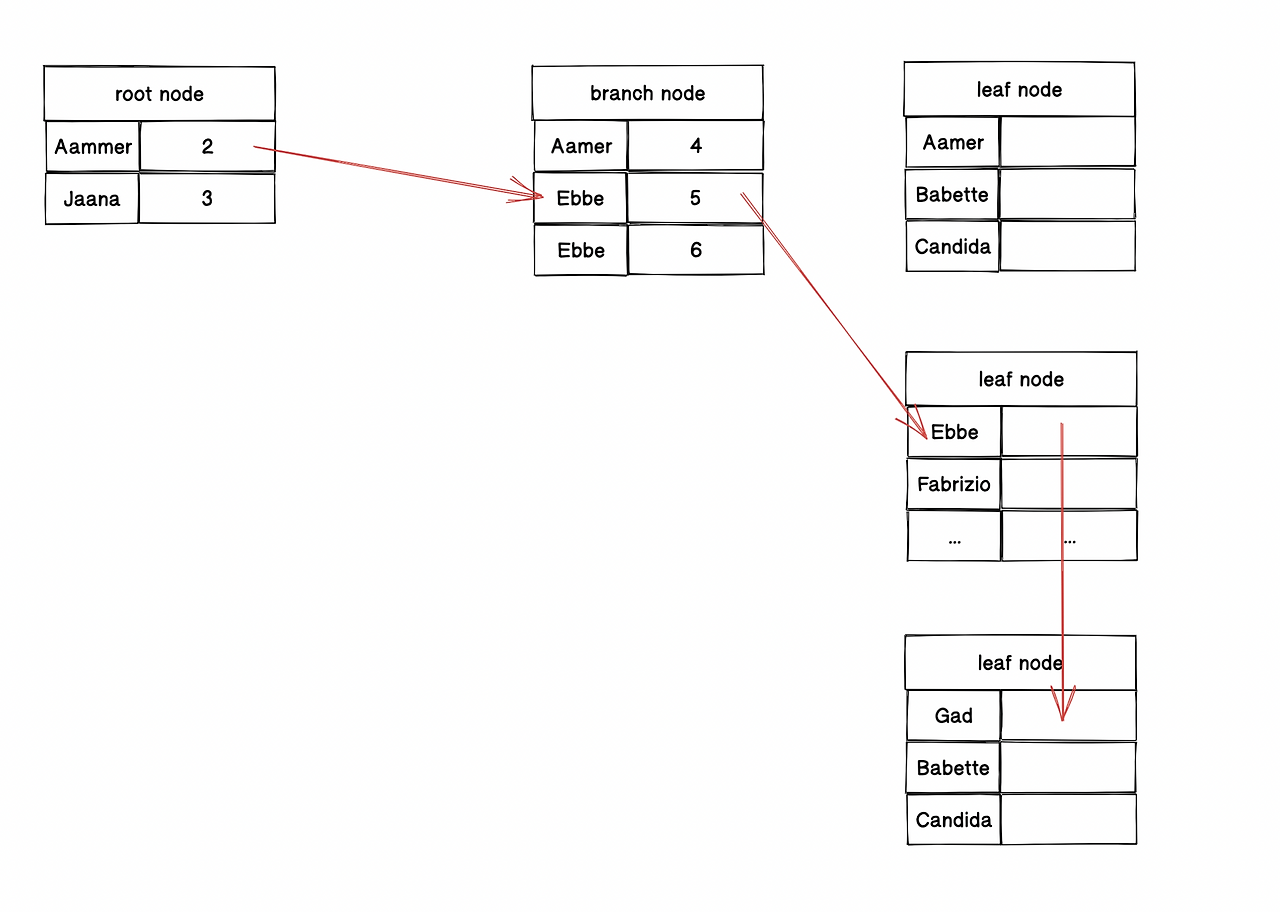 root node
Aammer 2
Jaana 3
branch node
Aamer 4
Ebbe 5
Ebbe 6
leaf node
Aamer
Babette
Candida
leaf node
Ebbe
Fabrizio
... ...
leaf node
Gad
Babette
Candida